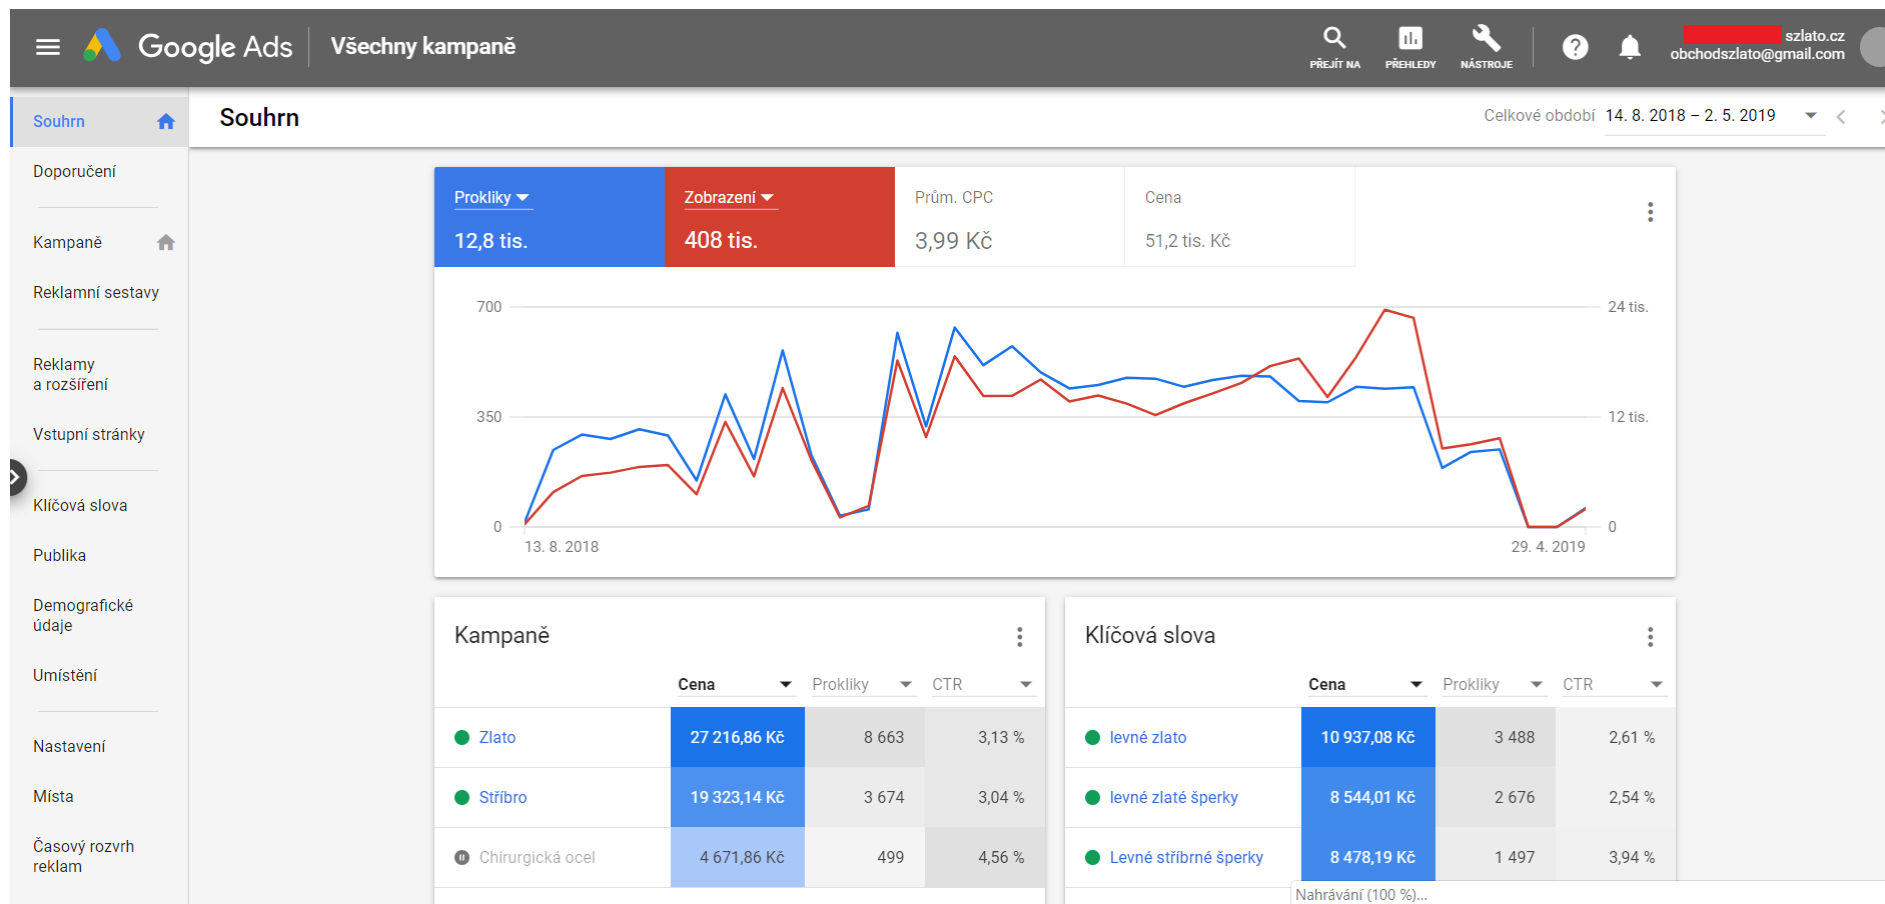 Google Ads
Všechny kampaně
PŘEJÍT NA
PŘEHLEDY
NÁSTROJE
szlato.cz
obchodszlato@gmail.com
Souhrn
Doporučení
Kampaně
Reklamní sestavy
Reklamy
a rozšíření
Vstupní stránky
Klíčová slova
Publika
Demografické
údaje
Umístění
Nastavení
Místa
Časový rozvrh
reklam
Souhrn
Celkové období 14. 8. 2018 – 2. 5. 2019
Prokliky
12,8 tis.
Zobrazení
408 tis.
Prům. CPC
3,99 Kč
Cena
51,2 tis. Kč
700
350
0
24 tis.
12 tis.
0
13. 8. 2018
29. 4. 2019
Kampaně
Cena Prokliky CTR
Zlato 27 216,86 Kč 8 663 3,13 %
Stříbro 19 323,14 Kč 3 674 3,04 %
Chirurgická ocel 4 671,86 Kč 499 4,56 %
Klíčová slova
Cena Prokliky CTR
levné zlato 10 937,08 Kč 3 488 2,61 %
levné zlaté šperky 8 544,01 Kč 2 676 2,54 %
Levné stříbrné šperky 8 478,19 Kč 1 497 3,94 %
Nahrávání (100 %)...